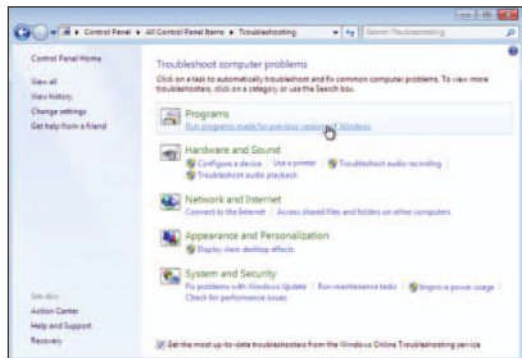 Control Panel ▸ All Control Panel Items ▸ Troubleshooting
Search Troubleshooting
Control Panel Home
View all
View history
Change settings
Get help from a friend
See also
Action Center
Help and Support
Recovery
Troubleshoot computer problems
Click on a task to automatically troubleshoot and fix common computer problems. To view more
troubleshooters, click on a category or use the Search box.
Programs
Run programs made for previous versions of Windows
Hardware and Sound
Configure a device | Use a printer | Troubleshoot audio recording
Troubleshoot audio playback
Network and Internet
Connect to the Internet | Access shared files and folders on other computers
Appearance and Personalization
Display Aero desktop effects
System and Security
Fix problems with Windows Update | Run maintenance tasks | Improve power usage
Check for performance issues
Get the most up-to-date troubleshooters from the Windows Online Troubleshooting service